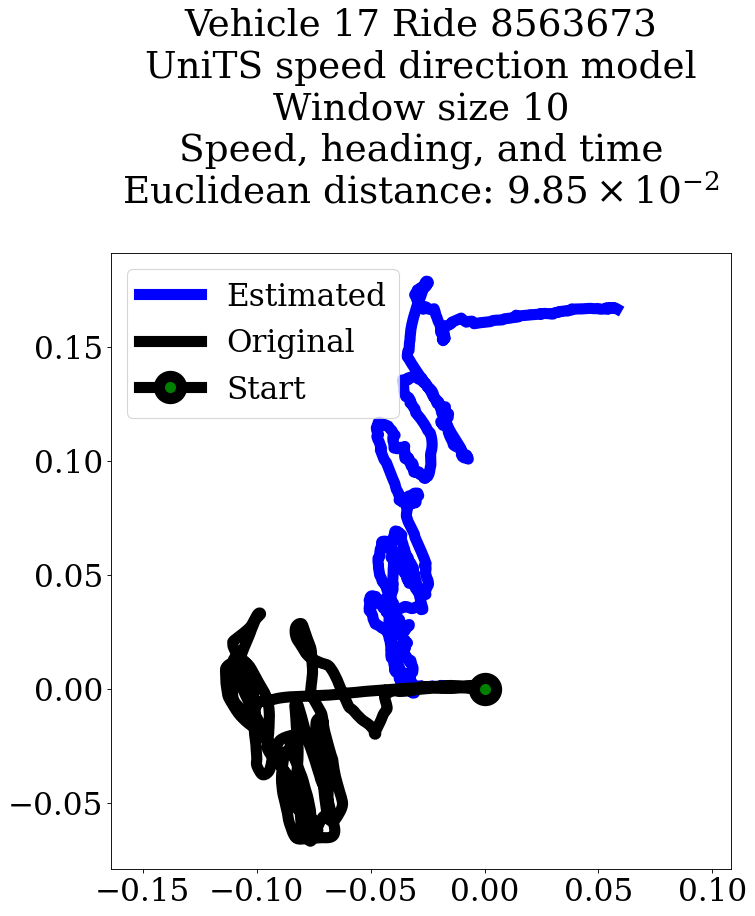 Vehicle 17 Ride 8563673
UniTS speed direction model
Window size 10
Speed, heading, and time
Euclidean distance: 9.85 × 10⁻²
Estimated
Original
Start
0.15
0.10
0.05
0.00
−0.05
−0.15 −0.10 −0.05 0.00 0.05 0.10